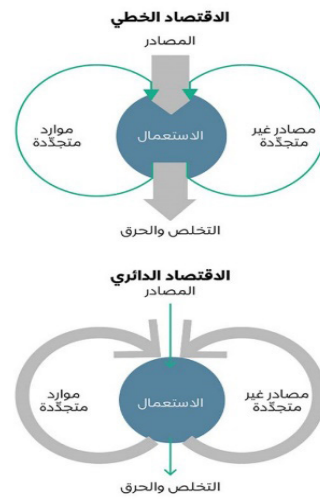 الاقتصاد الخطي
المصادر
موارد
متجدّدة
الاستعمال
مصادر غير
متجدّدة
التخلص والحرق
الاقتصاد الدائري
المصادر
موارد
متجدّدة
الاستعمال
مصادر غير
متجدّدة
التخلص والحرق